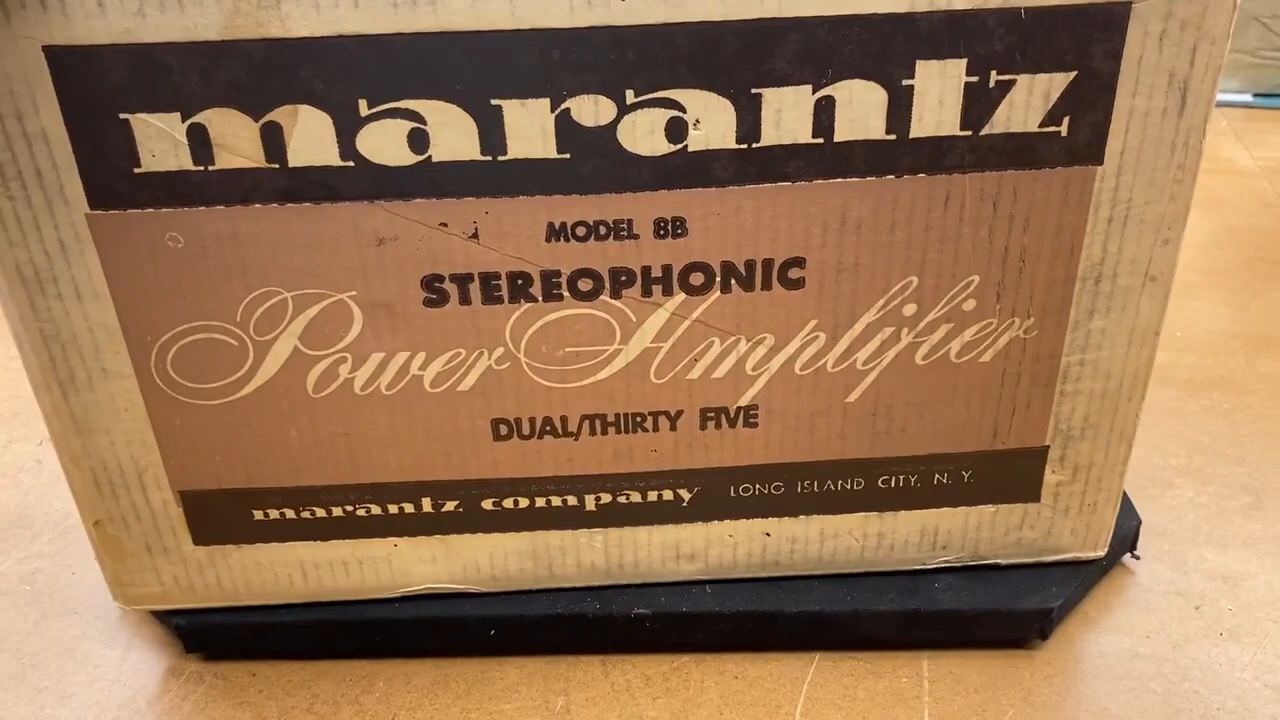 marantz
MODEL 8B
STEREOPHONIC
Power Amplifier
DUAL/THIRTY FIVE
marantz company LONG ISLAND CITY, N. Y.